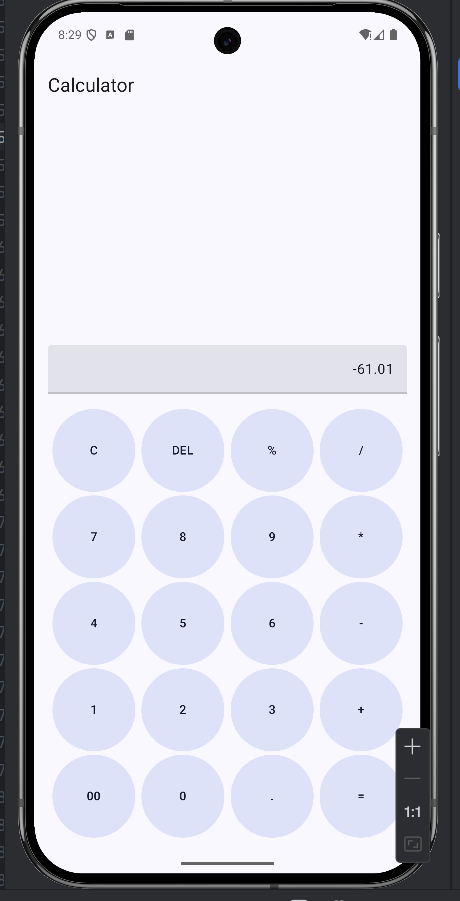 8:29
Calculator
-61.01
C DEL % /
7 8 9 *
4 5 6 -
1 2 3 +
00 0 . =
1:1